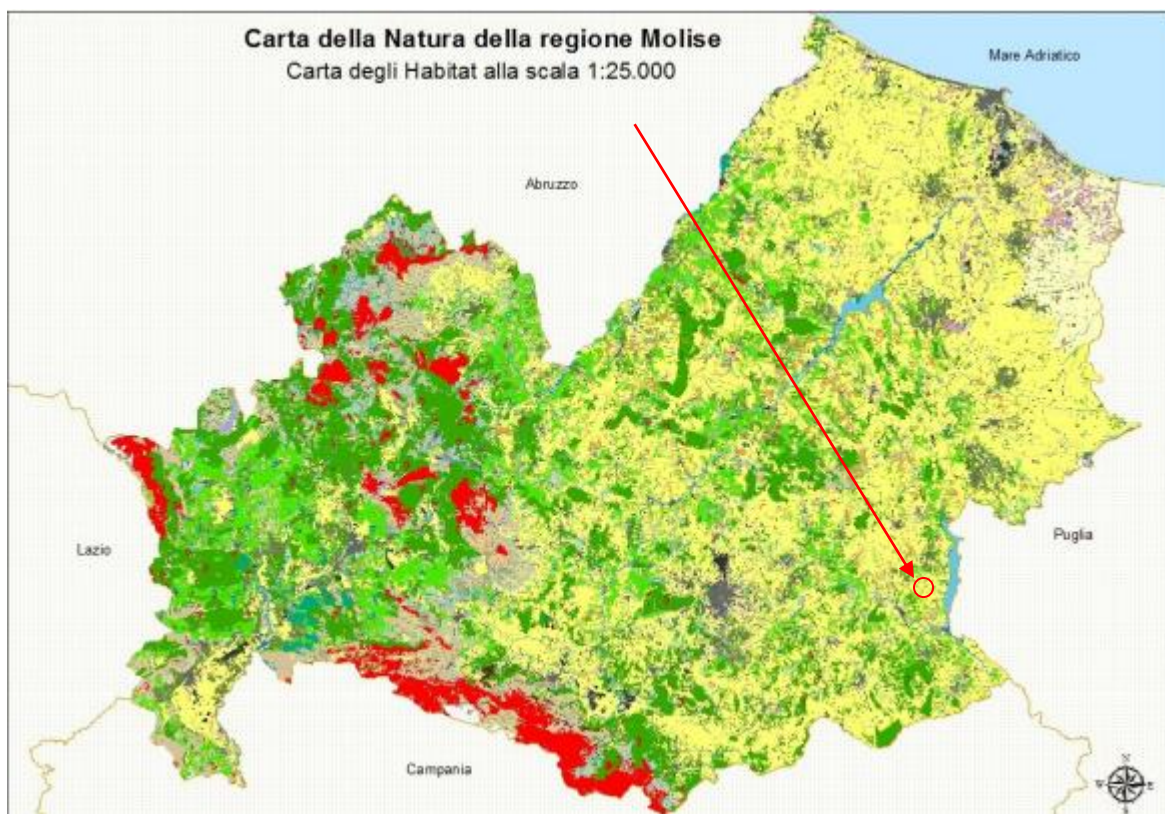 Carta della Natura della regione Molise
Carta degli Habitat alla scala 1:25.000
Mare Adriatico
Abruzzo
Lazio
Puglia
Campania
N
W E
S